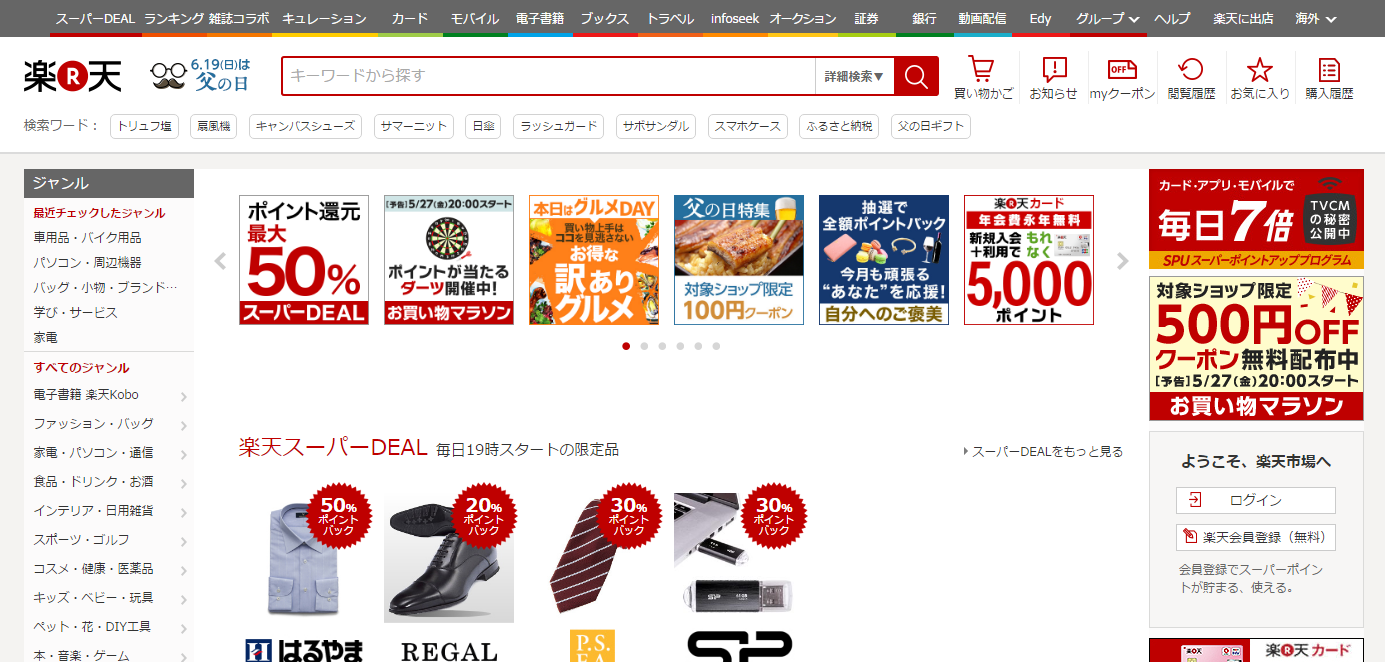 スーパーDEAL ランキング 雑誌コラボ キュレーション カード モバイル 電子書籍 ブックス トラベル infoseek オークション 証券 銀行 動画配信 Edy グループ ヘルプ 楽天に出店 海外
楽R天
6.19(日)は
父の日
キーワードから探す
詳細検索▼
買い物かご
お知らせ
OFF
myクーポン
閲覧履歴
お気に入り
購入履歴
検索ワード：
トリュフ塩 扇風機 キャンバスシューズ サマーニット 日傘 ラッシュガード サボサンダル スマホケース ふるさと納税 父の日ギフト
ジャンル
最近チェックしたジャンル
車用品・バイク用品
パソコン・周辺機器
バッグ・小物・ブランド…
学び・サービス
家電
すべてのジャンル
電子書籍 楽天Kobo
ファッション・バッグ
家電・パソコン・通信
食品・ドリンク・お酒
インテリア・日用雑貨
スポーツ・ゴルフ
コスメ・健康・医薬品
キッズ・ベビー・玩具
ペット・花・DIY工具
本・音楽・ゲーム
ポイント還元
最大
50%
スーパーDEAL
[予告]5/27(金)20:00スタート
ポイントが当たる
ダーツ開催中!
お買い物マラソン
本日はグルメDAY
買い物上手は
ココを見逃さない
お得な
訳あり
グルメ
父の日特集
対象ショップ限定
100円クーポン
抽選で
全額ポイントバック
今月も頑張る
"あなた"を応援!
自分へのご褒美
楽R天カード
年会費永年無料
新規入会
+利用で
もれ
なく
5,000
ポイント
楽天スーパーDEAL 毎日19時スタートの限定品
スーパーDEALをもっと見る
50%
ポイント
バック
20%
ポイント
バック
30%
ポイント
バック
30%
ポイント
バック
はるやま
REGAL
P.S.
FA
SP
SP
カード・アプリ・モバイルで
毎日7倍
TVCM
の秘密
公開中
SPUスーパーポイントアッププログラム
対象ショップ限定
500円OFF
クーポン無料配布中
[予告]5/27(金)20:00スタート
お買い物マラソン
ようこそ、楽天市場へ
ログイン
楽天会員登録（無料）
会員登録でスーパーポイン
トが貯まる、使える。
楽R天カード